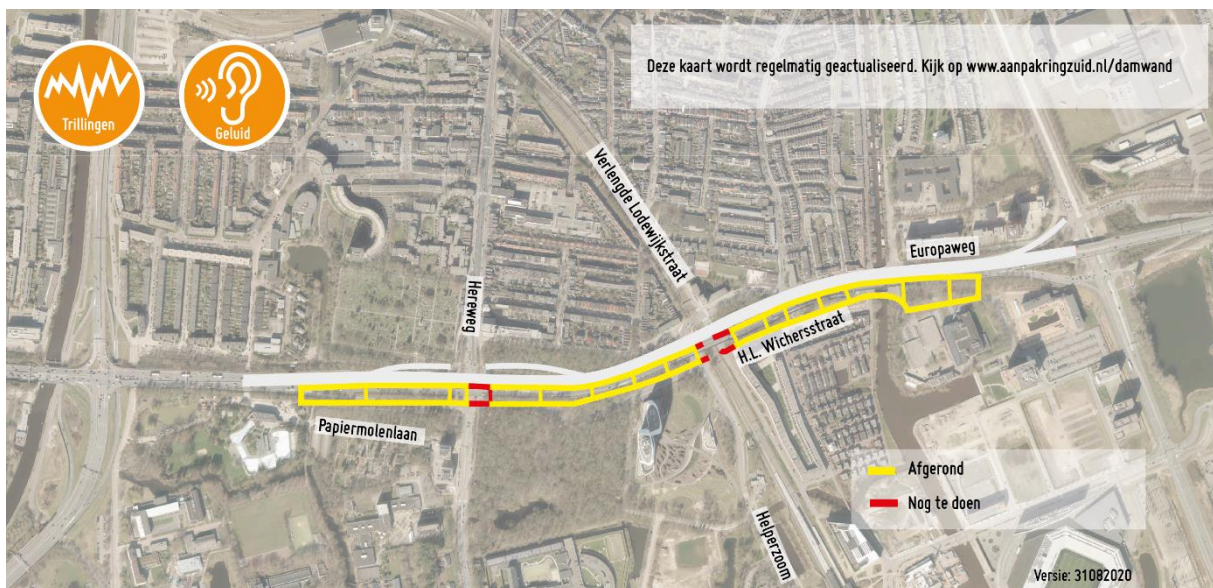 Trillingen
Geluid
Deze kaart wordt regelmatig geactualiseerd. Kijk op www.aanpakringzuid.nl/damwand
Verlengde Lodewijkstraat
Europaweg
Hereweg
H.L. Wichersstraat
Papiermolenlaan
Helperzoom
Afgerond
Nog te doen
Versie: 31082020